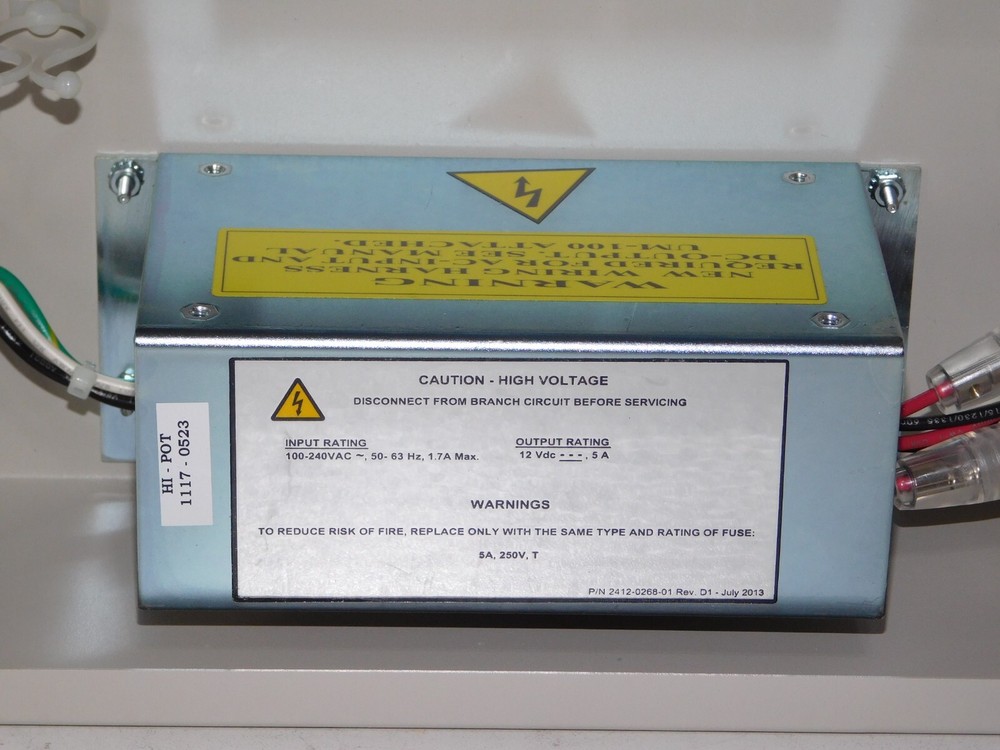 WARNING
NEW WIRING HARNESS
REQUIRED FOR AC INPUT AND
DC-OUTPUT. SEE MANUAL
UM-100 ATTACHED.
CAUTION - HIGH VOLTAGE
DISCONNECT FROM BRANCH CIRCUIT BEFORE SERVICING
INPUT RATING
100-240VAC ~, 50- 63 Hz, 1.7A Max.
OUTPUT RATING
12 Vdc - - -, 5 A
WARNINGS
TO REDUCE RISK OF FIRE, REPLACE ONLY WITH THE SAME TYPE AND RATING OF FUSE:
5A, 250V, T
P/N 2412-0268-01 Rev. D1 - July 2013
HI - POT
1117 - 0523